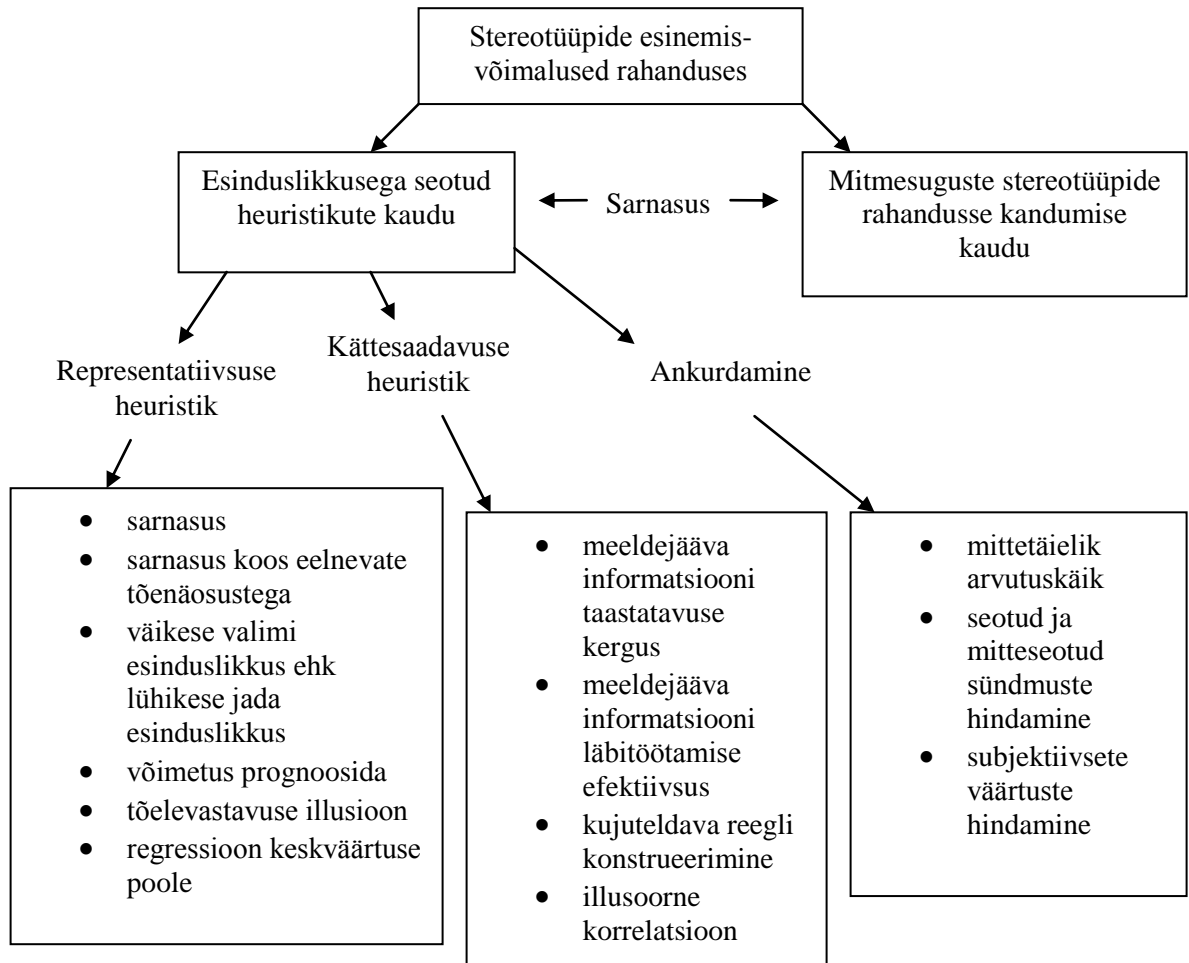 Stereotüüpide esinemis-
võimalused rahanduses
Esinduslikkusega seotud
heuristikute kaudu
Sarnasus
Mitmesuguste stereotüüpide
rahandusse kandumise
kaudu
Representatiivsuse
heuristik
Kättesaadavuse
heuristik
Ankurdamine
• sarnasus
• sarnasus koos eelnevate
tõenäosustega
• väikese valimi
esinduslikkus ehk
lühikese jada
esinduslikkus
• võimetus prognoosida
• tõelevastavuse illusioon
• regressioon keskväärtuse
poole
• meeldejääva
informatsiooni
taastatavuse
kergus
• meeldejääva
informatsiooni
läbitöötamise
efektiivsus
• kujuteldava reegli
konstrueerimine
• illusoorne
korrelatsioon
• mittetäielik
arvutuskäik
• seotud ja
mitteseotud
sündmuste
hindamine
• subjektiivsete
väärtuste
hindamine